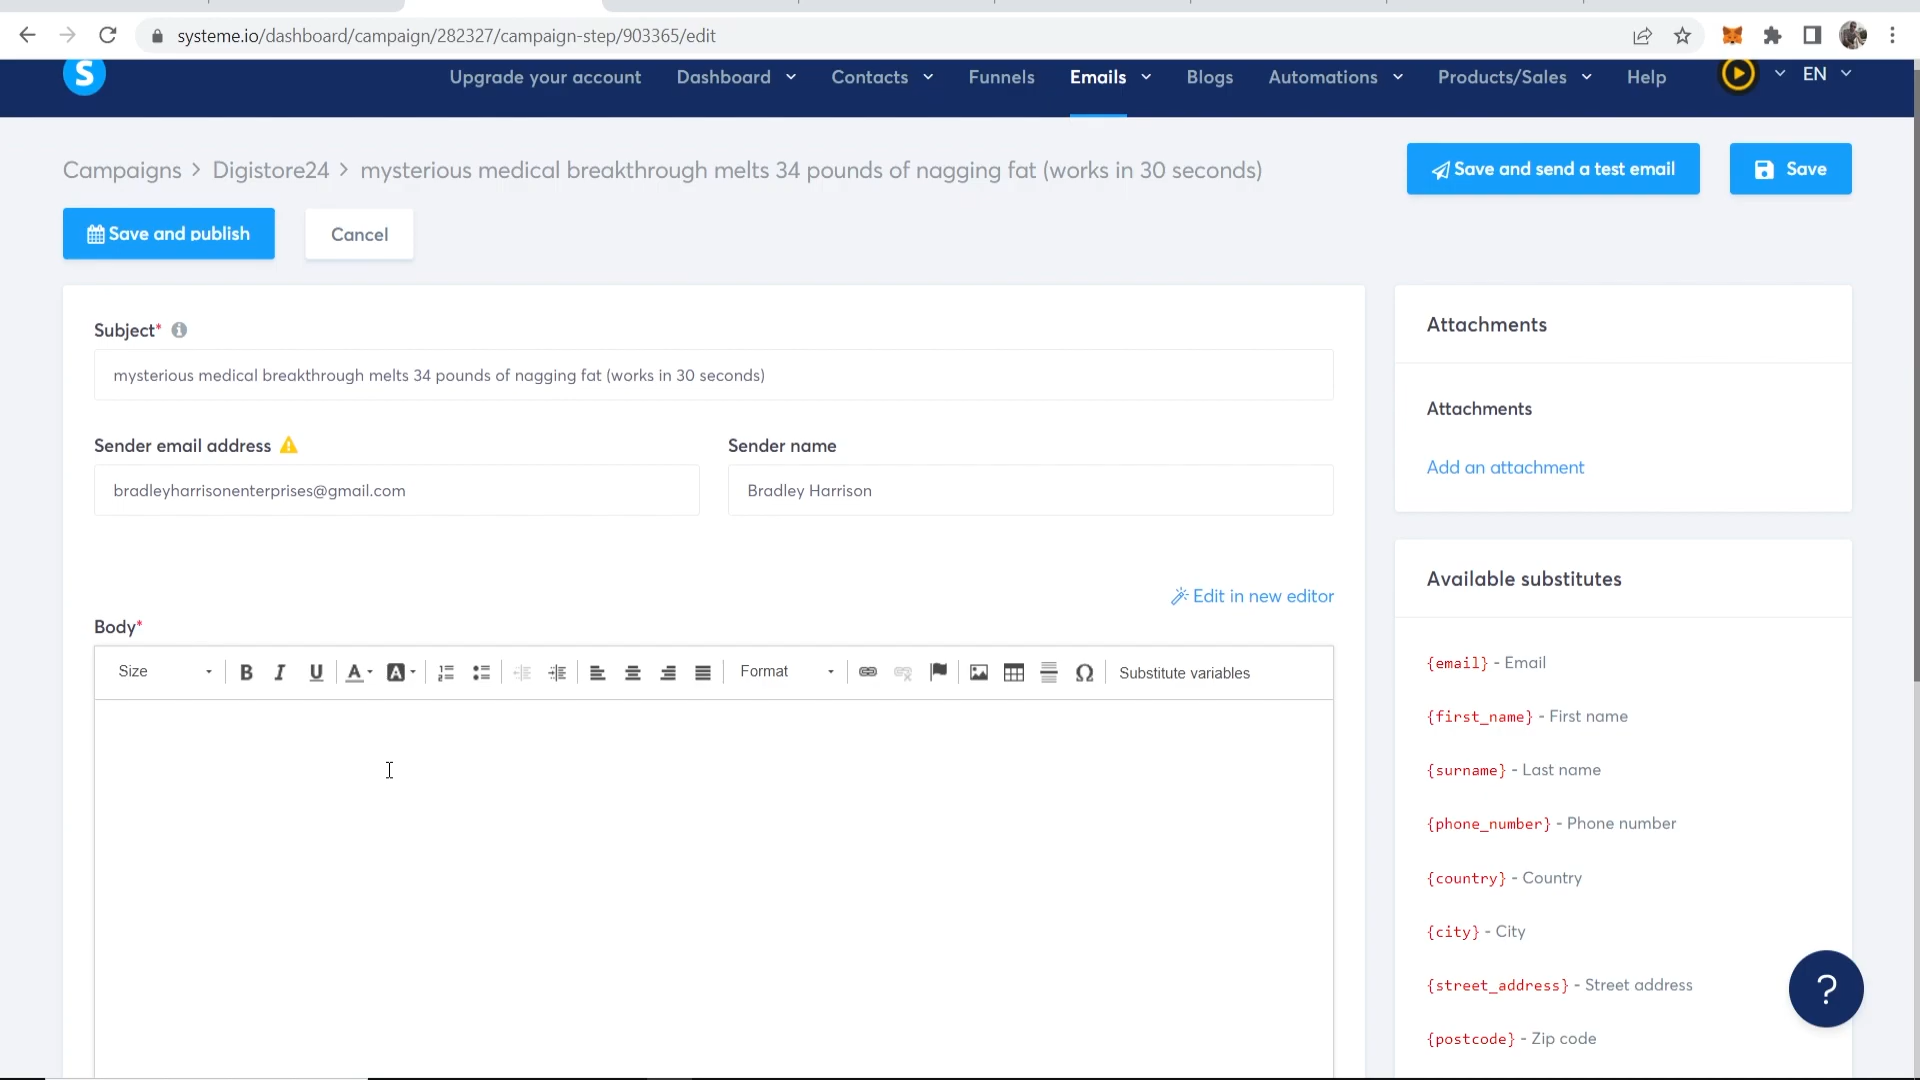 systeme.io/dashboard/campaign/282327/campaign-step/903365/edit
S
Upgrade your account Dashboard Contacts Funnels Emails Blogs Automations Products/Sales Help EN
Campaigns > Digistore24 > mysterious medical breakthrough melts 34 pounds of nagging fat (works in 30 seconds)
Save and send a test email
Save
Save and publish
Cancel
Subject*
mysterious medical breakthrough melts 34 pounds of nagging fat (works in 30 seconds)
Sender email address
Sender name
bradleyharrisonenterprises@gmail.com
Bradley Harrison
Edit in new editor
Body*
Size B I U A A Format Ω Substitute variables
Attachments
Attachments
Add an attachment
Available substitutes
{email} - Email
{first_name} - First name
{surname} - Last name
{phone_number} - Phone number
{country} - Country
{city} - City
{street_address} - Street address
{postcode} - Zip code
?